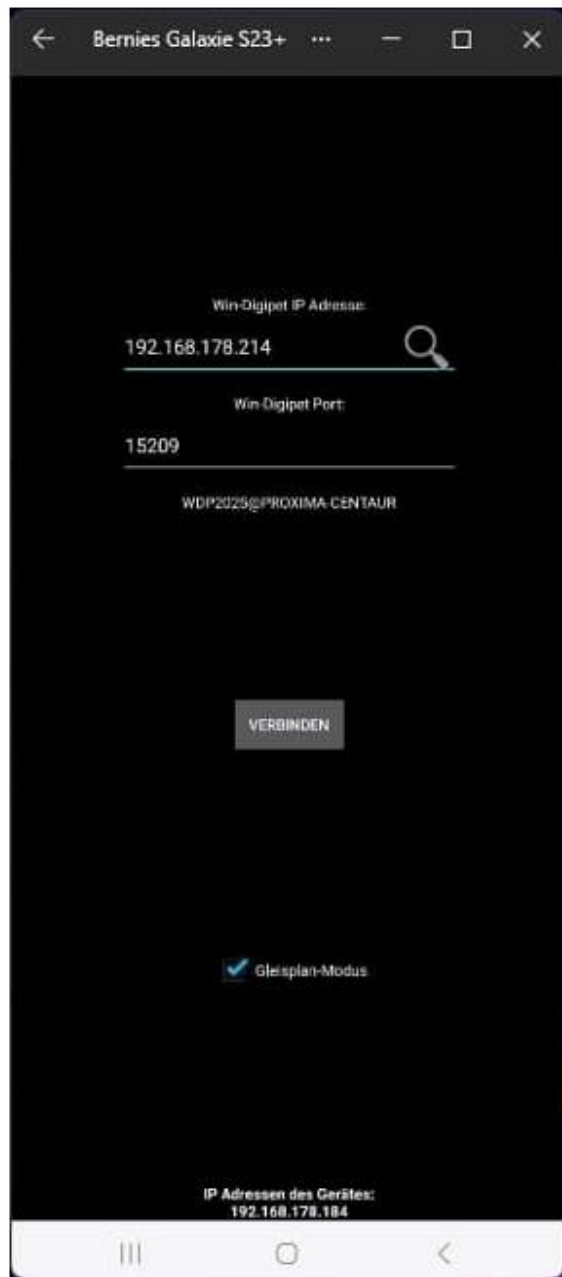 Bernies Galaxie S23+
Win-Digipet IP Adresse:
192.168.178.214
Win-Digipet Port:
15209
WDP2025@PROXIMA-CENTAUR
VERBINDEN
Gleisplan-Modus
IP Adressen des Gerätes:
192.168.178.184